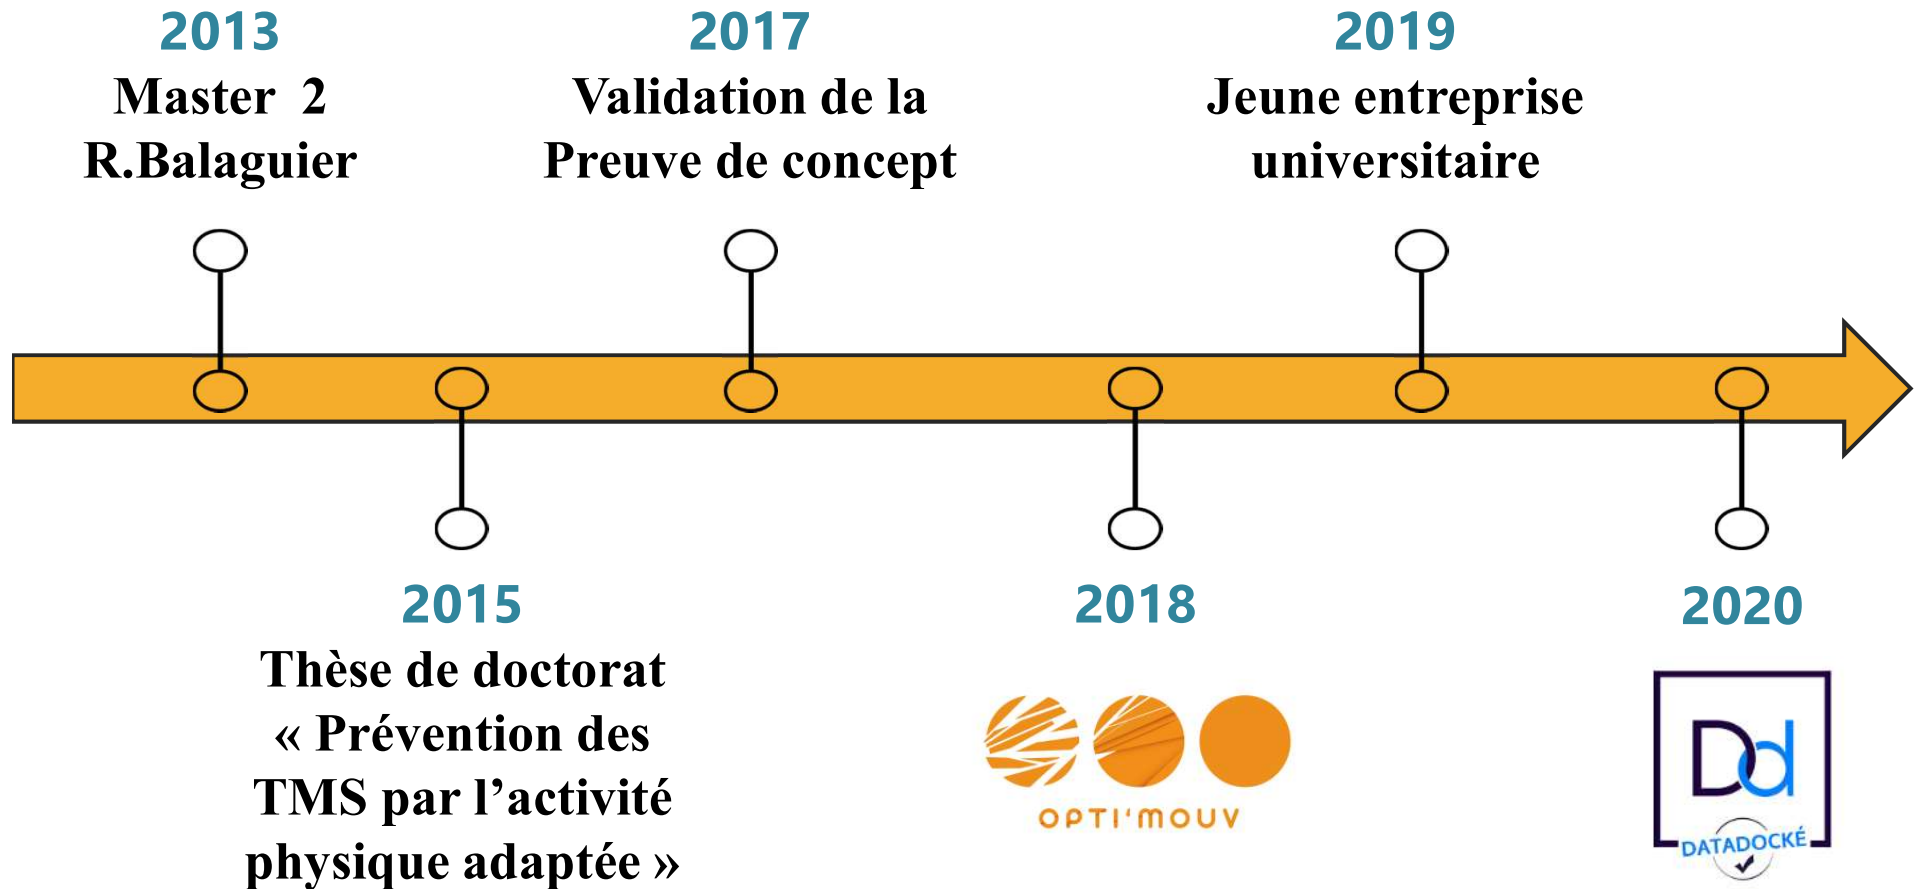 2013
Master 2
R.Balaguier
2017
Validation de la
Preuve de concept
2019
Jeune entreprise
universitaire
2015
Thèse de doctorat
« Prévention des
TMS par l’activité
physique adaptée »
2018
OPTI'MOUV
2020
Dd
DATADOCKÉ